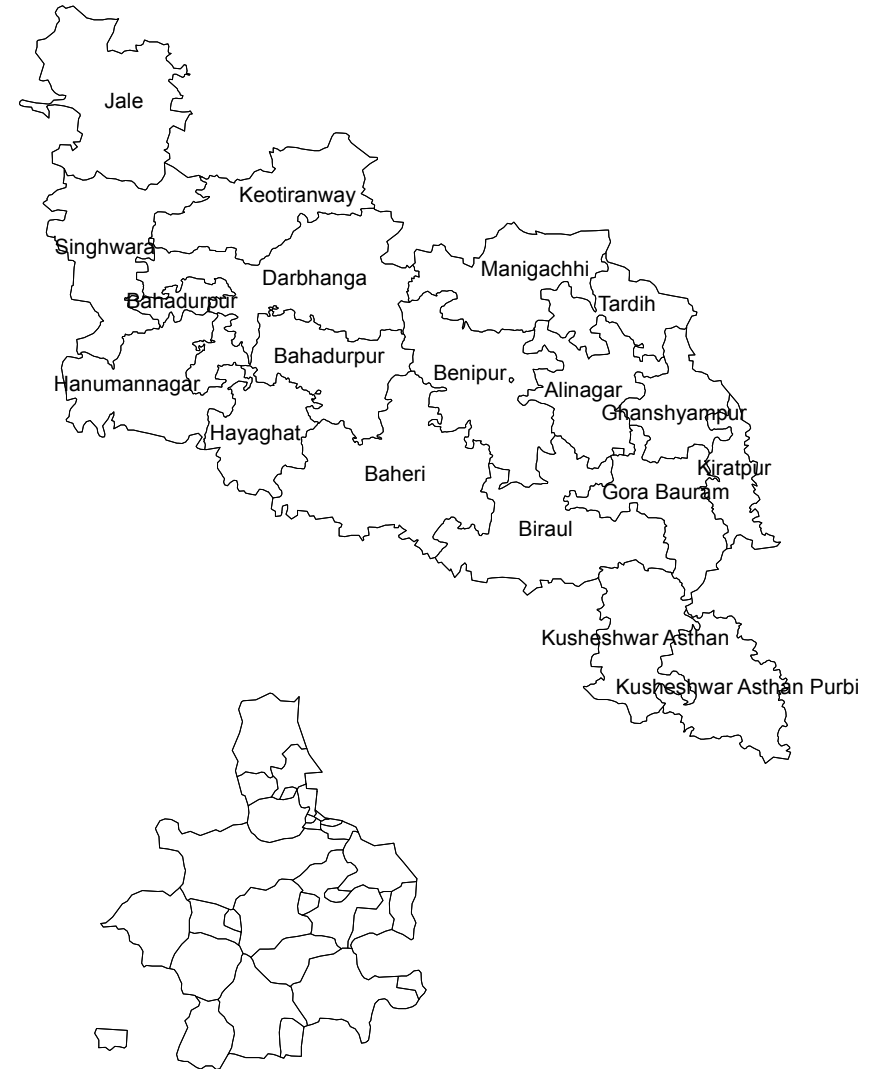 Jale
Keotiranway
Singhwara
Manigachhi
Darbhanga
Bahadurpur
Tardih
Bahadurpur
Benipur
Hanumannagar
Alinagar
Ghanshyampur
Hayaghat
Kiratpur
Baheri
Gora Bauram
Biraul
Kusheshwar Asthan
Kusheshwar Asthan Purbi